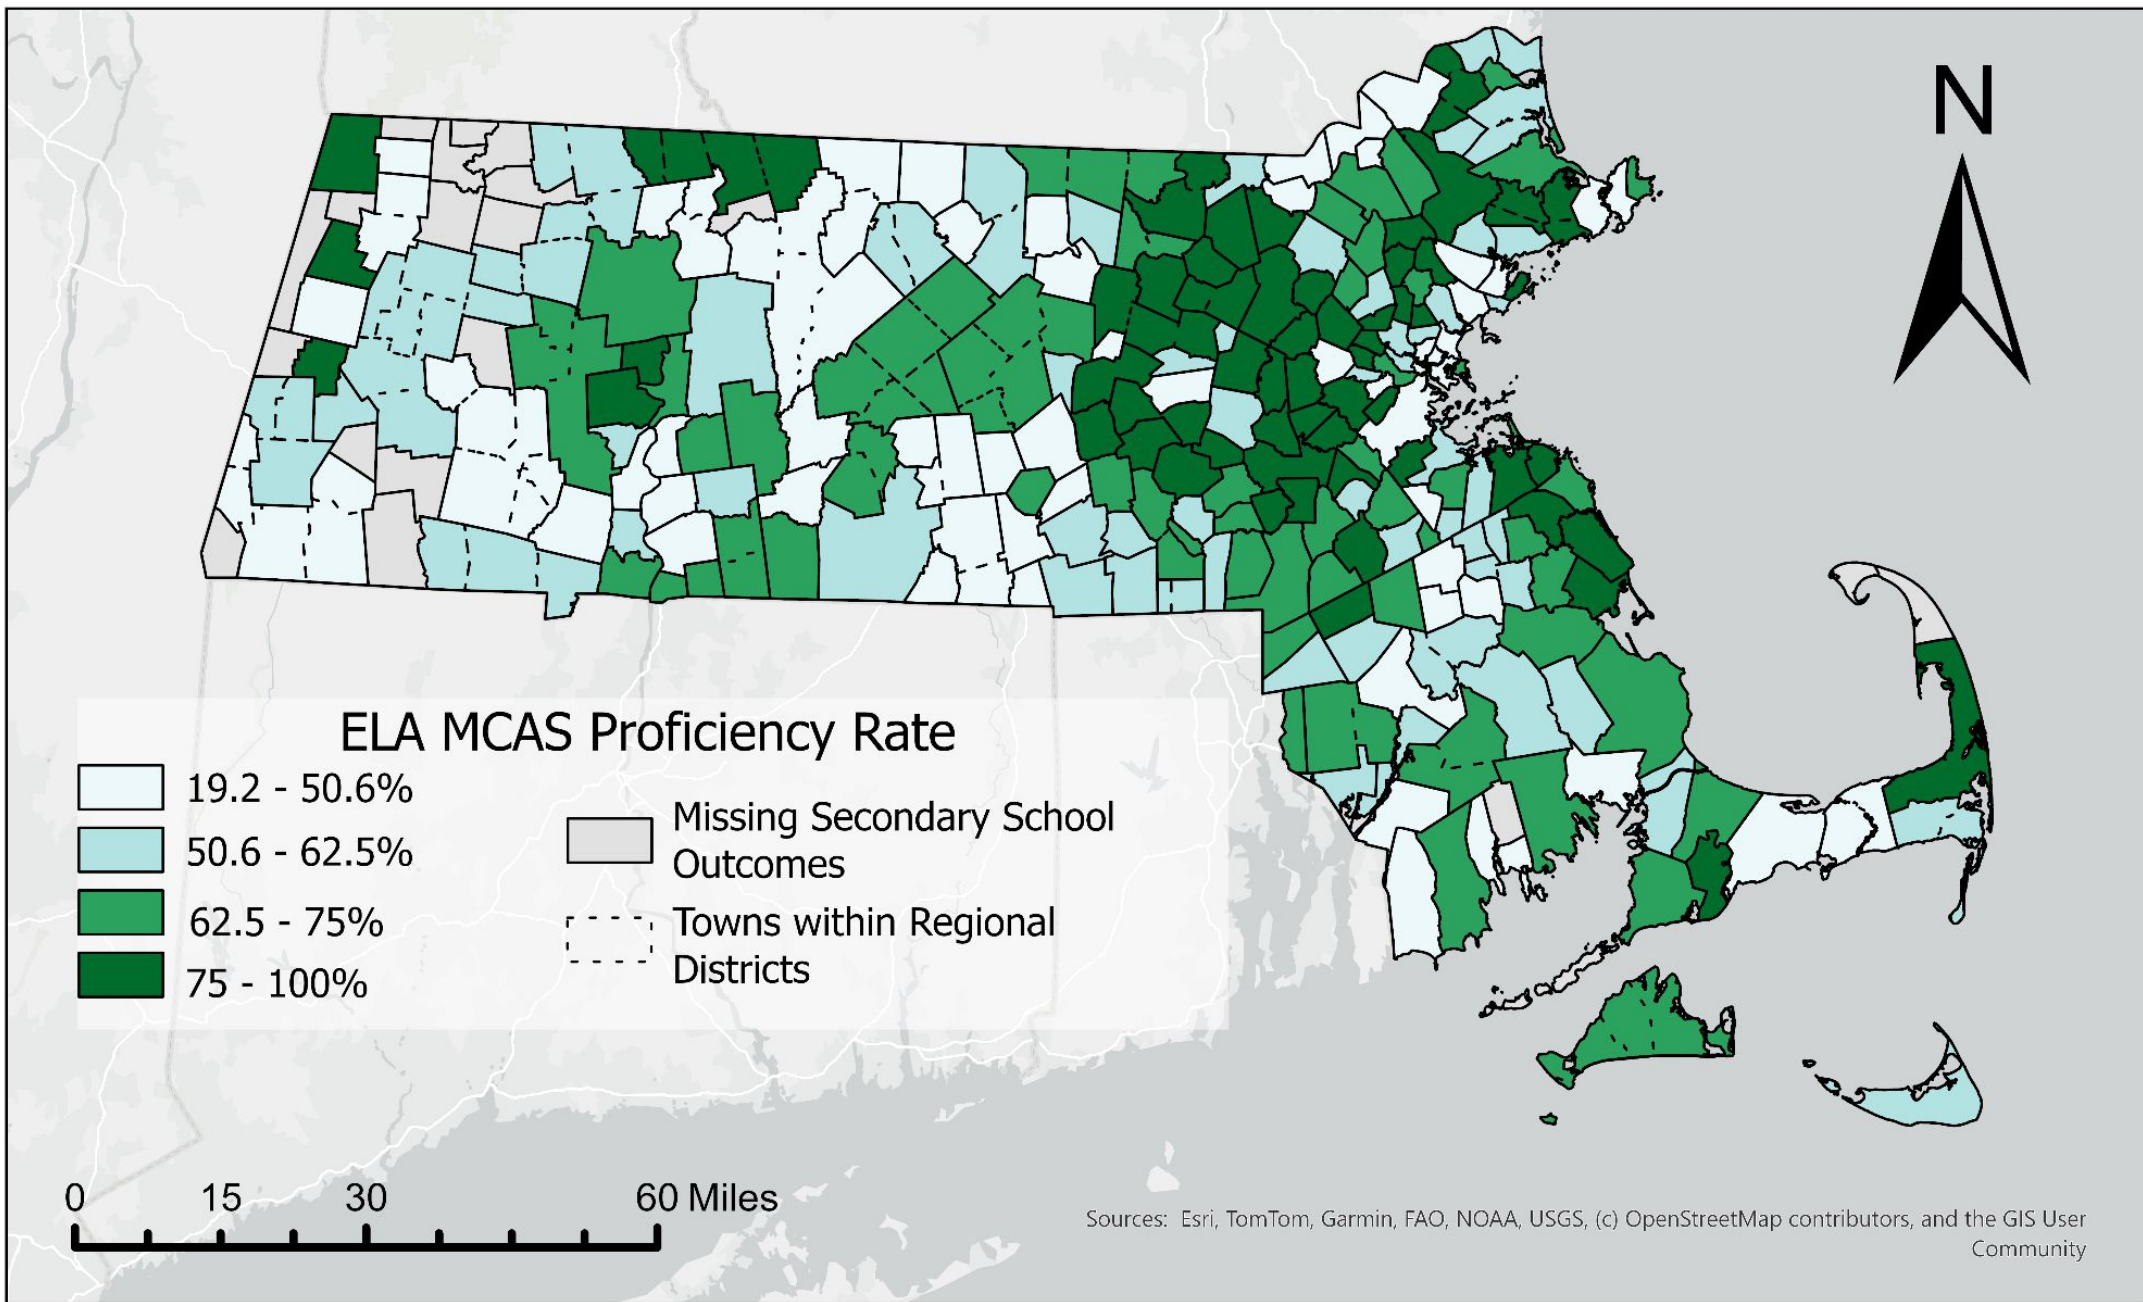 N
ELA MCAS Proficiency Rate
19.2 - 50.6%
50.6 - 62.5%
62.5 - 75%
75 - 100%
Missing Secondary School
Outcomes
Towns within Regional
Districts
0 15 30 60 Miles
Sources: Esri, TomTom, Garmin, FAO, NOAA, USGS, (c) OpenStreetMap contributors, and the GIS User
Community